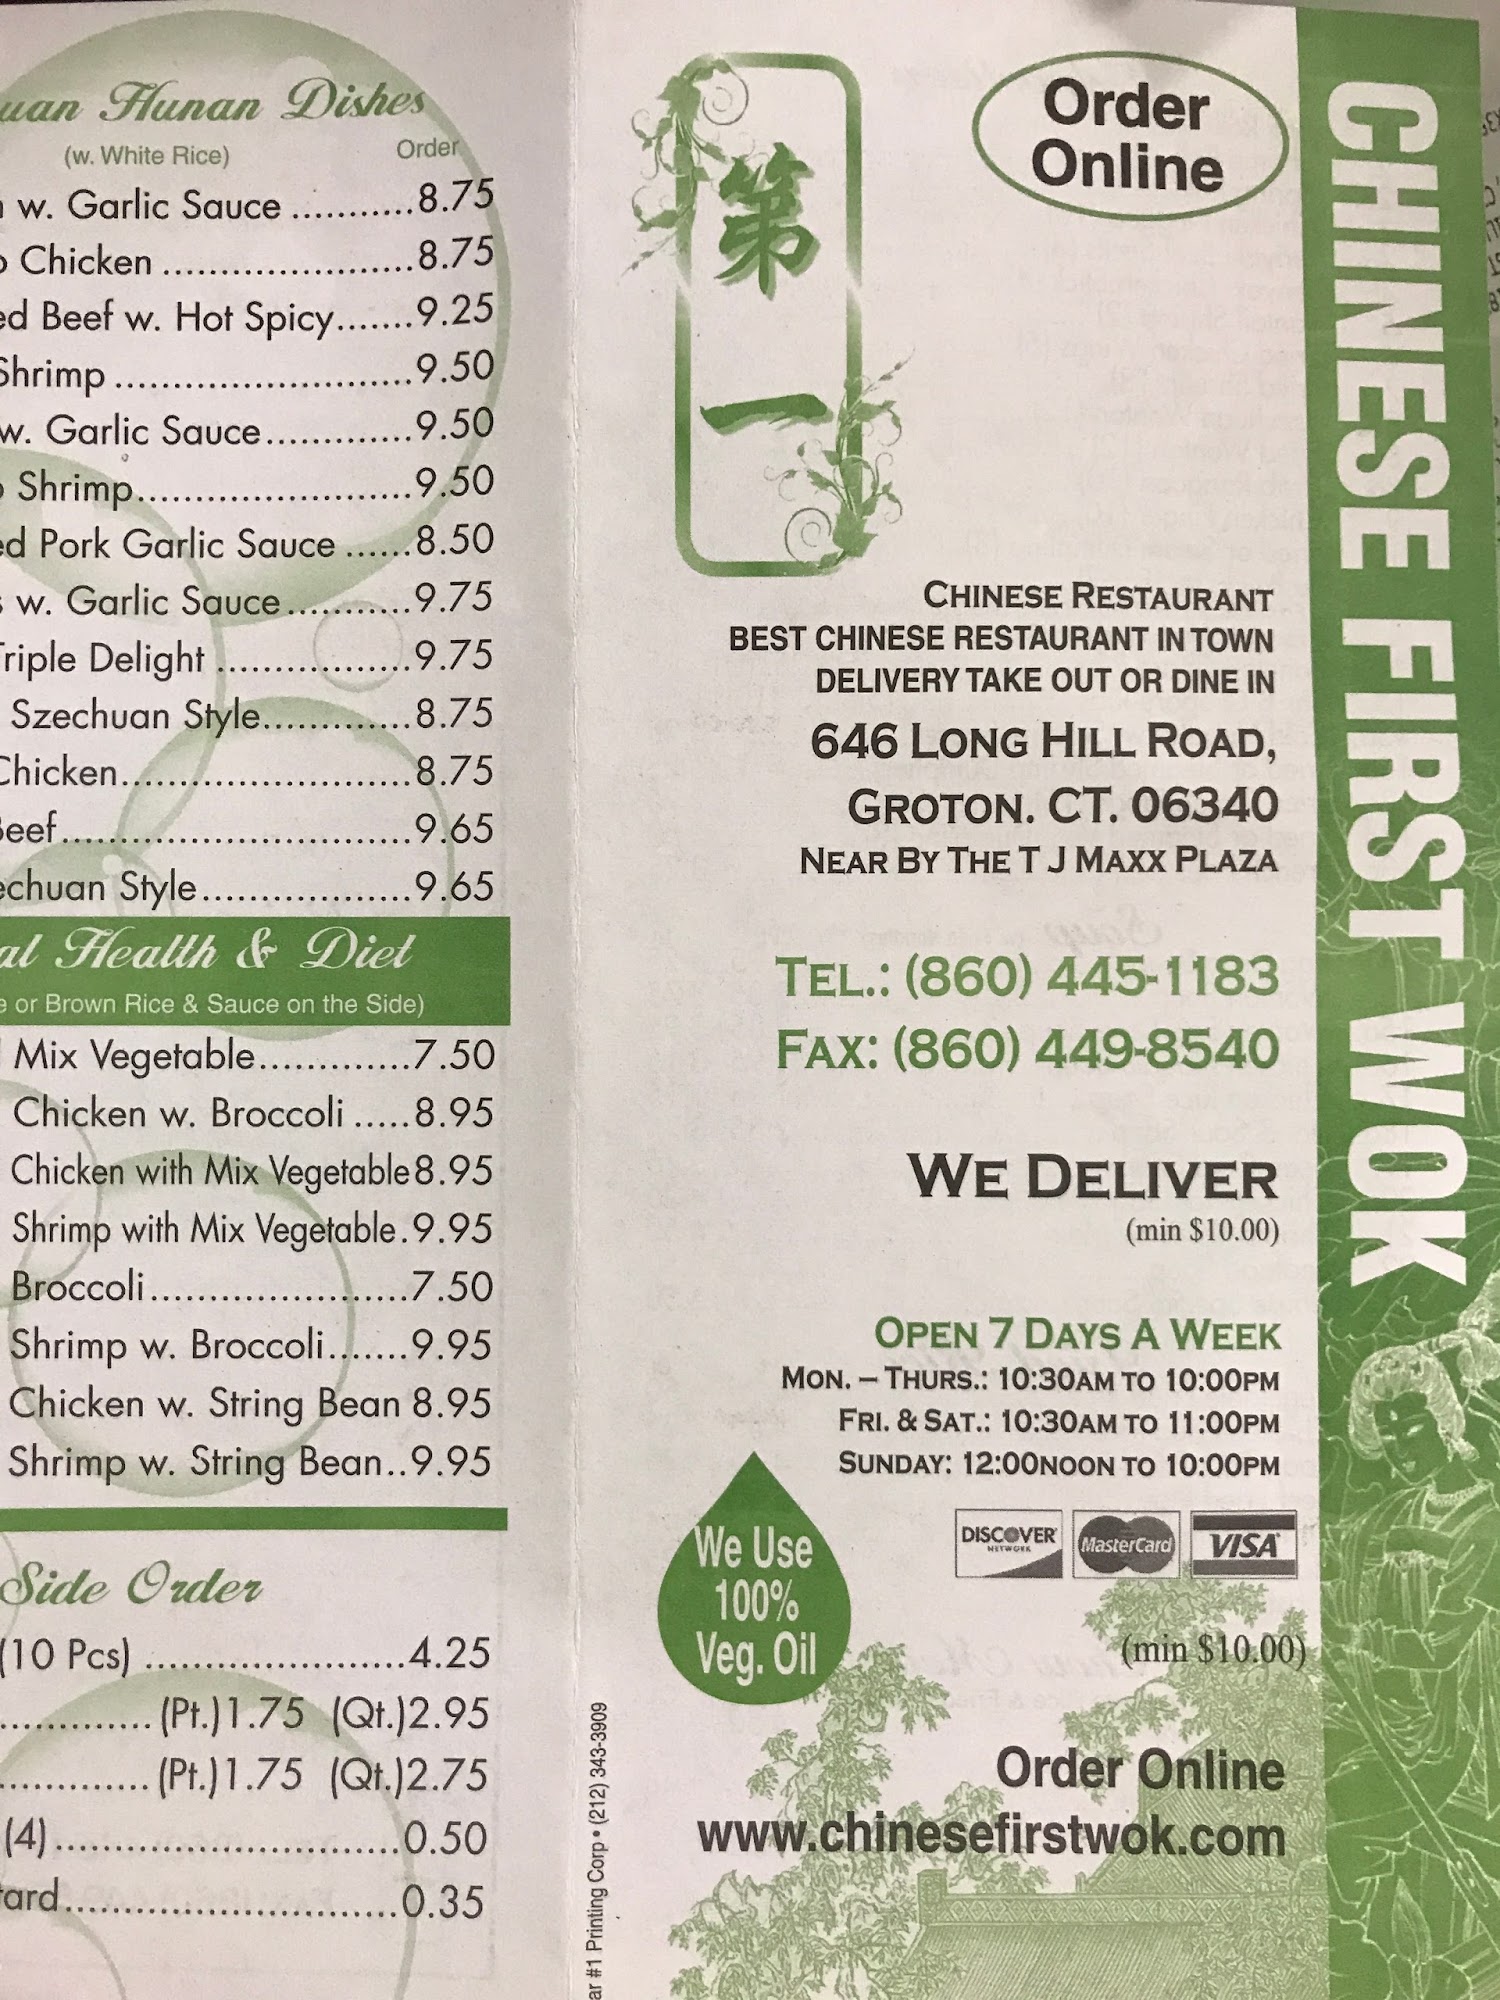 Hunan Dishes
(w. White Rice)
Order
w. Garlic Sauce ...........8.75
Chicken ......................8.75
Beef w. Hot Spicy.......9.25
Shrimp ..........................9.50
w. Garlic Sauce.............9.50
Shrimp........................9.50
Pork Garlic Sauce ......8.50
w. Garlic Sauce...........9.75
Triple Delight .................9.75
Szechuan Style.............8.75
Chicken.........................8.75
Beef..............................9.65
Style..................9.65
Health & Diet
or Brown Rice & Sauce on the Side)
Mix Vegetable.............7.50
Chicken w. Broccoli .....8.95
Chicken with Mix Vegetable8.95
Shrimp with Mix Vegetable.9.95
Broccoli.......................7.50
Shrimp w. Broccoli.......9.95
Chicken w. String Bean 8.95
Shrimp w. String Bean..9.95
Side Order
(10 Pcs) .......................4.25
.............(Pt.)1.75 (Qt.)2.95
.............(Pt.)1.75 (Qt.)2.75
(4)..............................0.50
.............................0.35
第
一
Order
Online
CHINESE RESTAURANT
BEST CHINESE RESTAURANT IN TOWN
DELIVERY TAKE OUT OR DINE IN
646 LONG HILL ROAD,
GROTON. CT. 06340
NEAR BY THE T J MAXX PLAZA
TEL.: (860) 445-1183
FAX: (860) 449-8540
WE DELIVER
(min $10.00)
OPEN 7 DAYS A WEEK
MON. – THURS.: 10:30AM TO 10:00PM
FRI. & SAT.: 10:30AM TO 11:00PM
SUNDAY: 12:00NOON TO 10:00PM
DISCOVER
NETWORK
MasterCard
VISA
We Use
100%
Veg. Oil
(min $10.00)
Order Online
www.chinesefirstwok.com
#1 Printing Corp • (212) 343-3909
CHINESE FIRST WOK